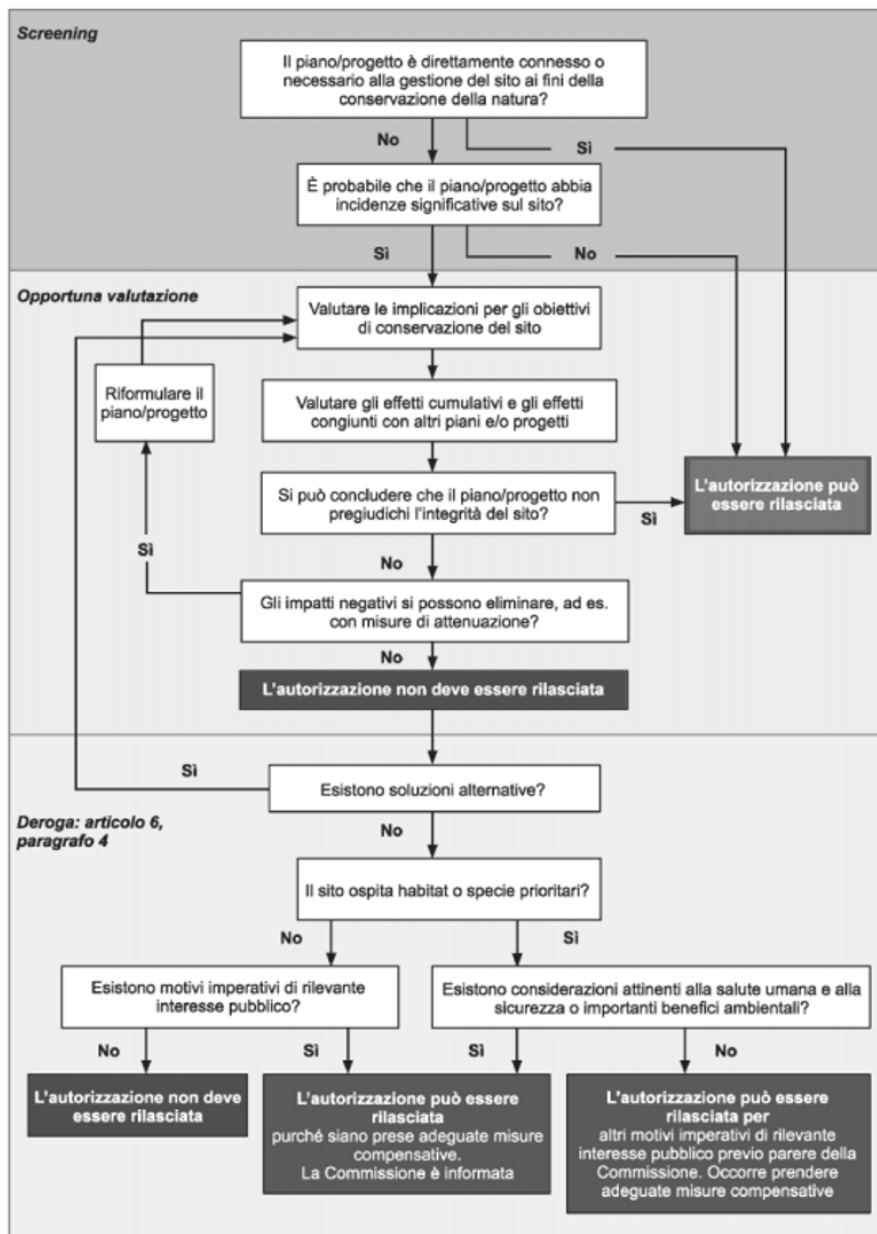 Screening
Il piano/progetto è direttamente connesso o
necessario alla gestione del sito ai fini della
conservazione della natura?
No
Sì
È probabile che il piano/progetto abbia
incidenze significative sul sito?
Sì
No
Opportuna valutazione
Valutare le implicazioni per gli obiettivi
di conservazione del sito
Riformulare il
piano/progetto
Valutare gli effetti cumulativi e gli effetti
congiunti con altri piani e/o progetti
Si può concludere che il piano/progetto non
pregiudichi l'integrità del sito?
Sì
L'autorizzazione può
essere rilasciata
Sì
No
Gli impatti negativi si possono eliminare, ad es.
con misure di attenuazione?
No
L'autorizzazione non deve essere rilasciata
Sì
Esistono soluzioni alternative?
Deroga: articolo 6,
paragrafo 4
No
Il sito ospita habitat o specie prioritari?
No
Sì
Esistono motivi imperativi di rilevante
interesse pubblico?
Esistono considerazioni attinenti alla salute umana e alla
sicurezza o importanti benefici ambientali?
No
Sì
Sì
No
L'autorizzazione non deve
essere rilasciata
L'autorizzazione può essere
rilasciata
purché siano prese adeguate misure
compensative.
La Commissione è informata
L'autorizzazione può essere
rilasciata per
altri motivi imperativi di rilevante
interesse pubblico previo parere della
Commissione. Occorre prendere
adeguate misure compensative